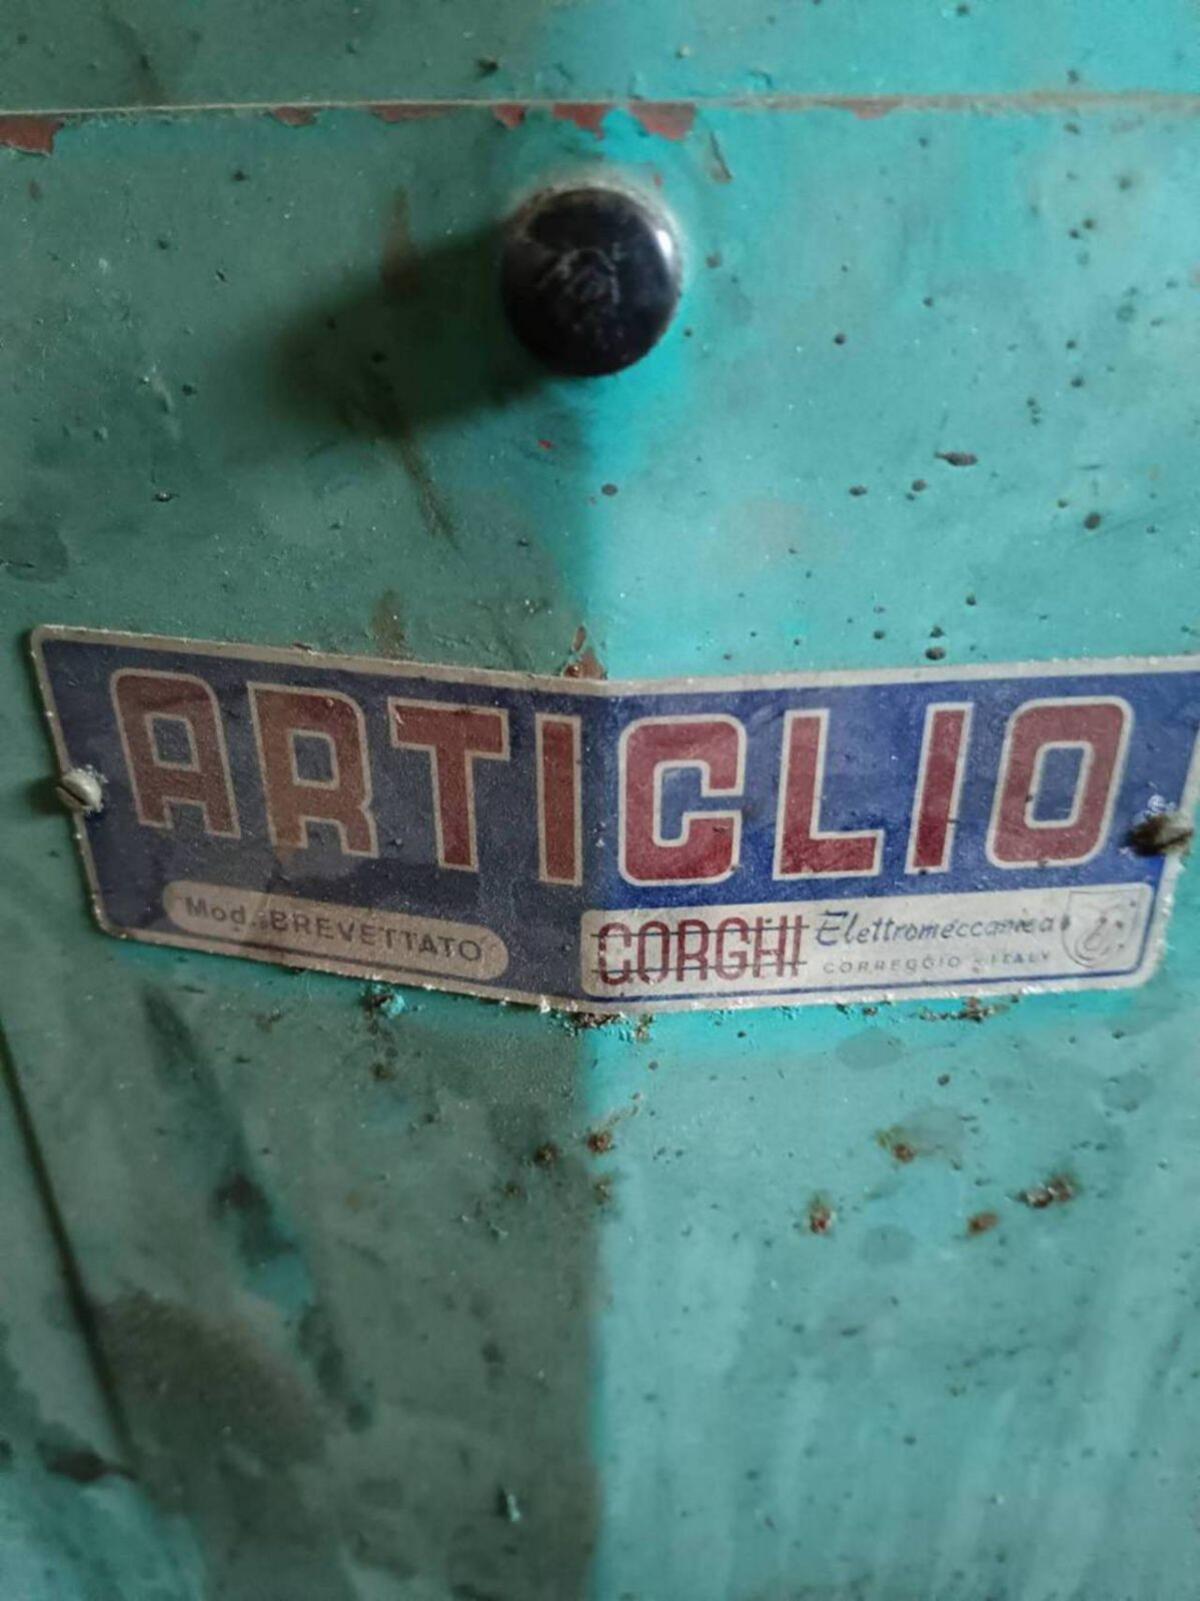 ARTICLIO
Mod. BREVETTATO
CORGHI Elettromeccanica
CORREGGIO - ITALY